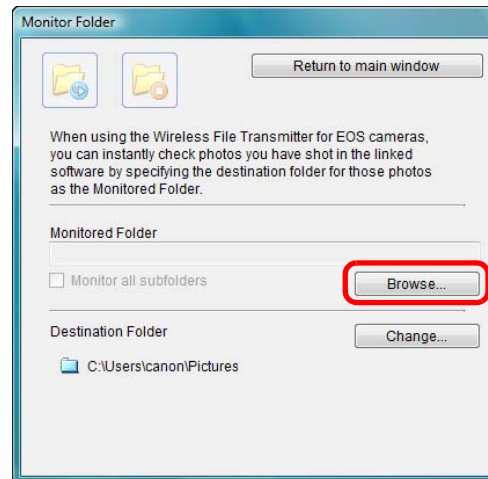 Monitor Folder
Return to main window
When using the Wireless File Transmitter for EOS cameras,
you can instantly check photos you have shot in the linked
software by specifying the destination folder for those photos
as the Monitored Folder.
Monitored Folder
Monitor all subfolders
Browse...
Destination Folder
Change...
C:\Users\canon\Pictures